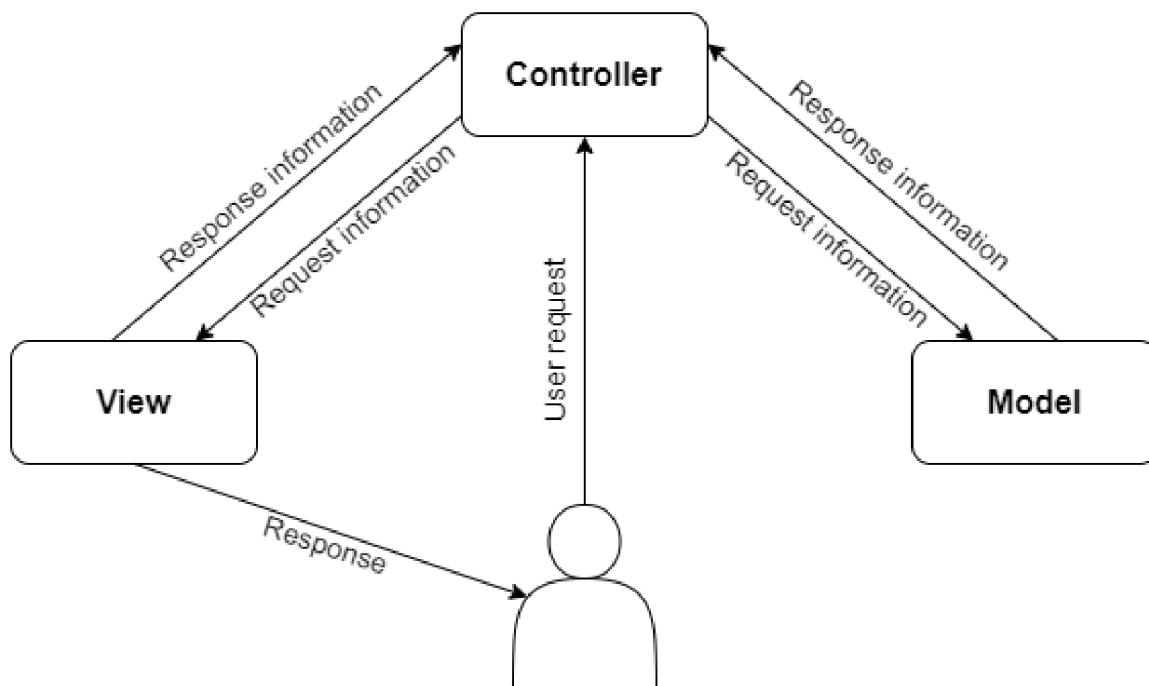 Controller
Response information
Request information
Response information
Request information
User request
View
Model
Response